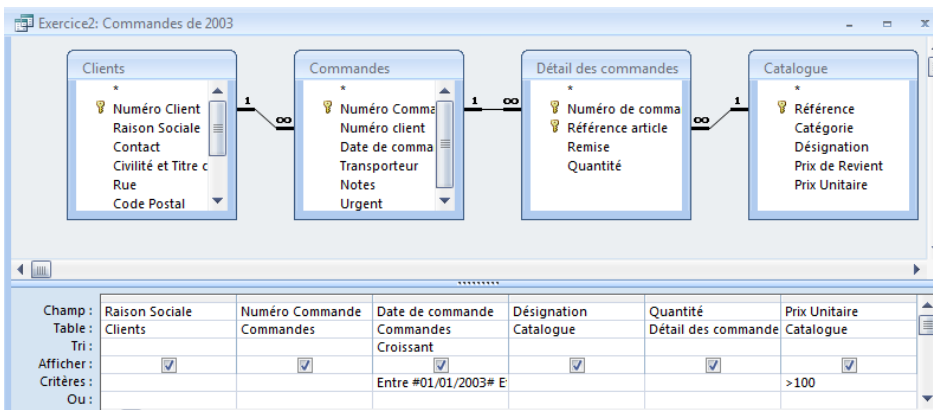 Exercice2: Commandes de 2003
Clients
*
Numéro Client
Raison Sociale
Contact
Civilité et Titre c
Rue
Code Postal
1
∞
Commandes
*
Numéro Comma
Numéro client
Date de comma
Transporteur
Notes
Urgent
1
∞
Détail des commandes
*
Numéro de comma
Référence article
Remise
Quantité
∞
1
Catalogue
*
Référence
Catégorie
Désignation
Prix de Revient
Prix Unitaire
Champ : Raison Sociale Numéro Commande Date de commande Désignation Quantité Prix Unitaire
Table : Clients Commandes Commandes Catalogue Détail des commande Catalogue
Tri : Croissant
Afficher :
Critères : Entre #01/01/2003# E >100
Ou :